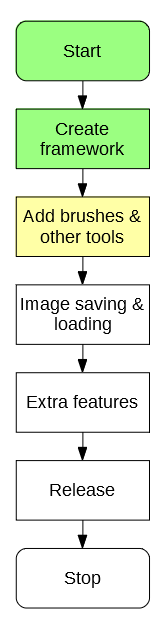 Start
Create
framework
Add brushes &
other tools
Image saving &
loading
Extra features
Release
Stop